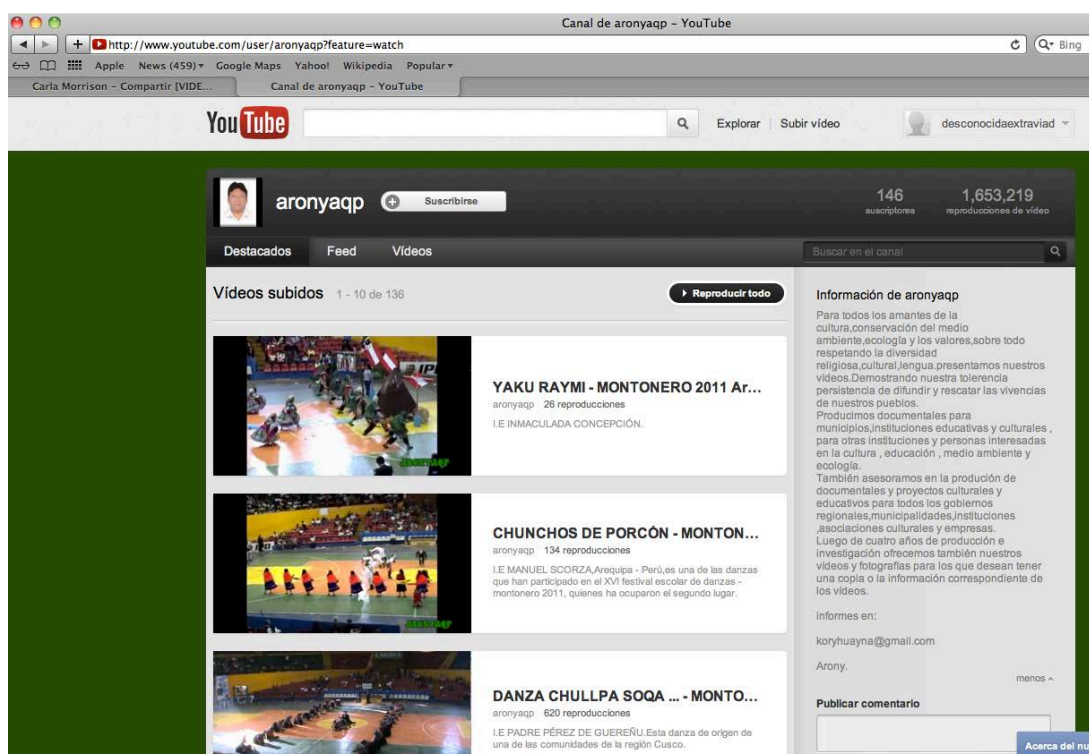 Canal de aronyaqp - YouTube
http://www.youtube.com/user/aronyaqp?feature=watch
Bing
Apple News (459) Google Maps Yahoo! Wikipedia Popular
Carla Morrison - Compartir [VIDE...
Canal de aronyaqp - YouTube
YouTube
Explorar
Subir vídeo
desconocidaextraviad
aronyaqp
Suscribirse
146
suscriptores
1,653,219
reproducciones de vídeo
Destacados
Feed
Vídeos
Buscar en el canal
Vídeos subidos 1 - 10 de 136
Reproducir todo
YAKU RAYMI - MONTONERO 2011 Ar...
aronyaqp 26 reproducciones
I.E INMACULADA CONCEPCIÓN.
ARONYAQP
CHUNCHOS DE PORCÓN - MONTON...
aronyaqp 134 reproducciones
I.E MANUEL SCORZA,Arequipa - Perú,es una de las danzas
que han participado en el XVI festival escolar de danzas -
montonero 2011, quienes ha ocuparon el segundo lugar.
ARONYAQP
DANZA CHULLPA SOQA ... - MONTO...
aronyaqp 620 reproducciones
I.E PADRE PÉREZ DE GUEREÑU.Esta danza de origen de
una de las comunidades de la región Cusco.
Información de aronyaqp
Para todos los amantes de la
cultura,conservación del medio
ambiente,ecología y los valores,sobre todo
respetando la diversidad
religiosa,cultural,lengua.presentamos nuestros
vídeos.Demostrando nuestra tolerencia
persistencia de difundir y rescatar las vivencias
de nuestros pueblos.
Producimos documentales para
municipios,instituciones educativas y culturales ,
para otras instituciones y personas interesadas
en la cultura , educación , medio ambiente y
ecología.
También asesoramos en la produción de
documentales y proyectos culturales y
educativos para todos los gobiernos
regionales,municipalidades,instituciones
,asociaciones culturales y empresas.
Luego de cuatro años de producción e
investigación ofrecemos también nuestros
vídeos y fotografías para los que desean tener
una copia o la información correspondiente de
los vídeos.
informes en:
koryhuayna@gmail.com
Arony.
menos
Publicar comentario
Acerca del nu